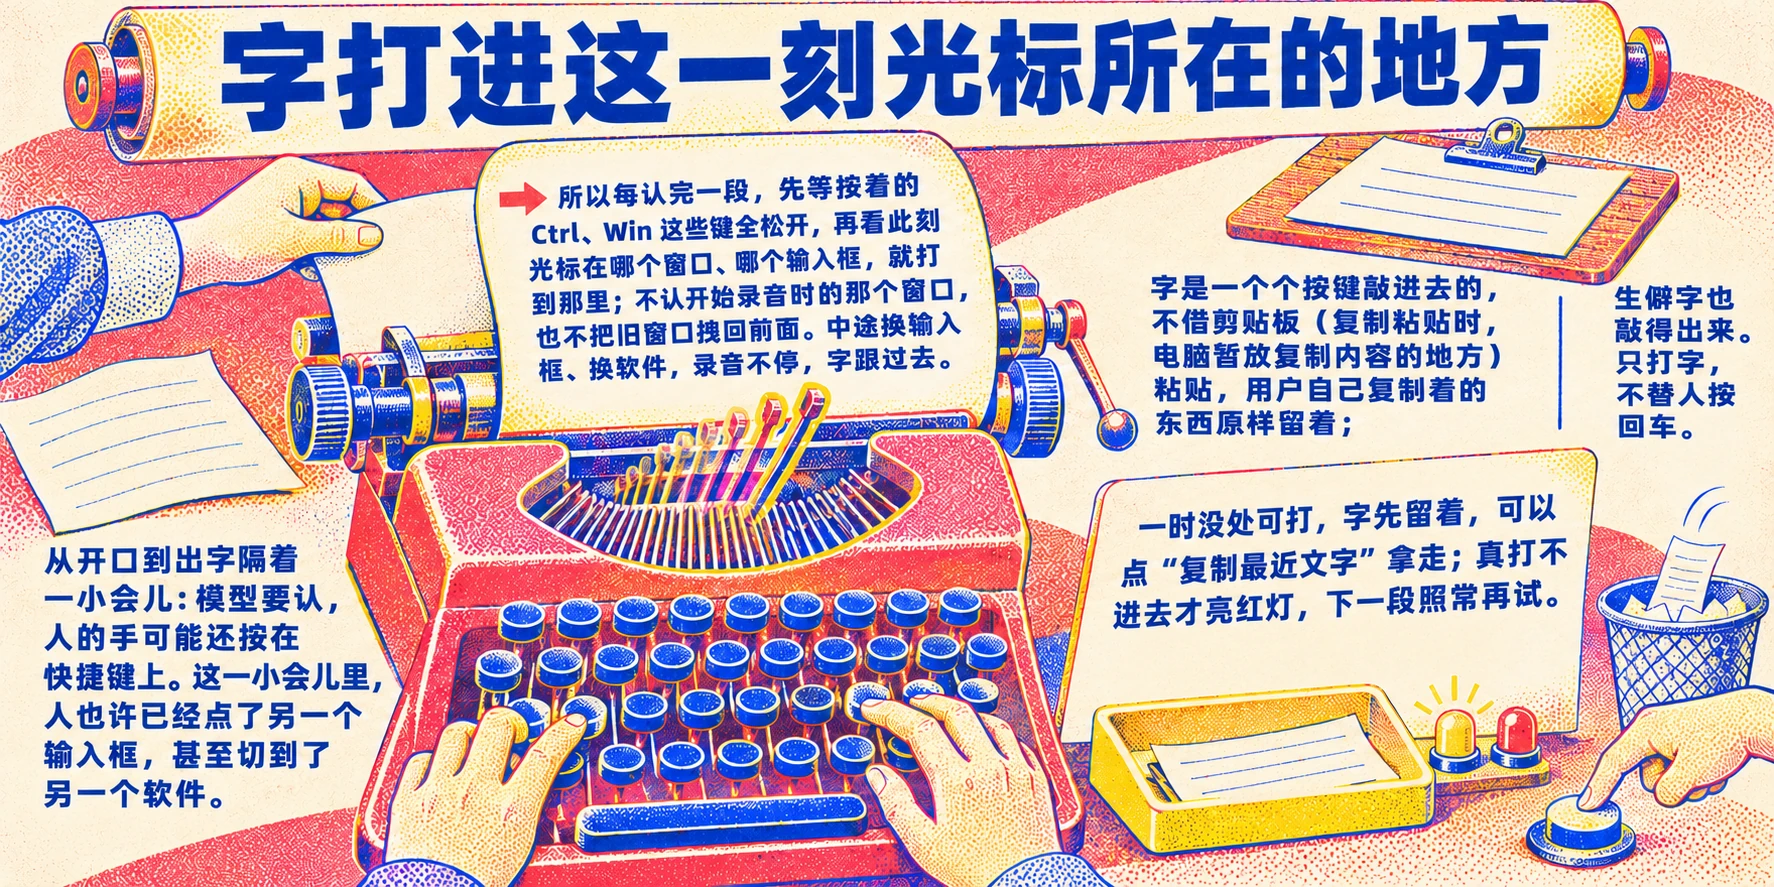 字打进这一刻光标所在的地方
所以每认完一段，先等按着的
Ctrl、Win 这些键全松开，再看此刻
光标在哪个窗口、哪个输入框，就打
到那里；不认开始录音时的那个窗口，
也不把旧窗口拽回前面。中途换输入
框、换软件，录音不停，字跟过去。
字是一个个按键敲进去的，
不借剪贴板（复制粘贴时，
电脑暂放复制内容的地方）
粘贴，用户自己复制着的
东西原样留着；
生僻字也
敲得出来。
只打字，
不替人按
回车。
从开口到出字隔着
一小会儿：模型要认，
人的手可能还按在
快捷键上。这一小会儿里，
人也许已经点了另一个
输入框，甚至切到了
另一个软件。
一时没处可打，字先留着，可以
点“复制最近文字”拿走；真打不
进去才亮红灯，下一段照常再试。